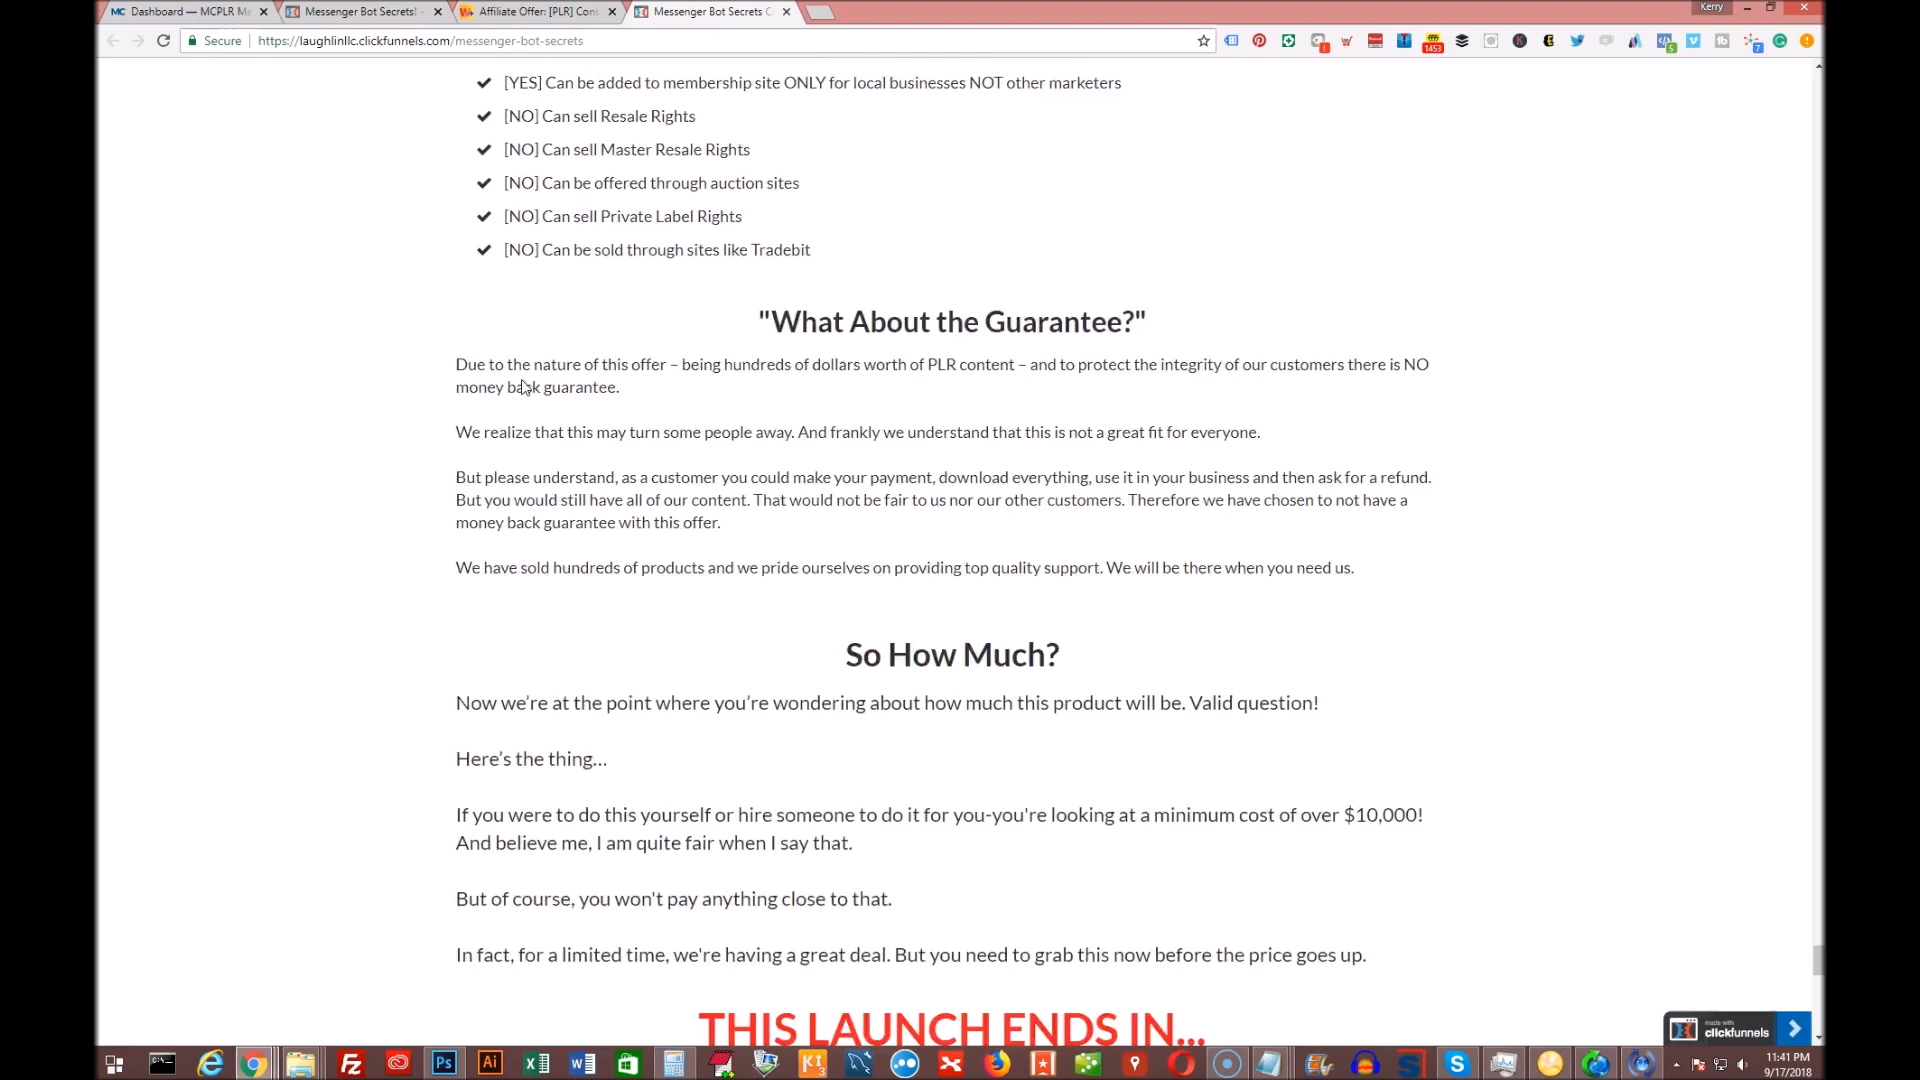 Kerry
MC Dashboard — MCPLR Me
Messenger Bot Secrets!
Affiliate Offer: [PLR] Cons
Messenger Bot Secrets C
Secure
https://laughlinllc.clickfunnels.com/messenger-bot-secrets
1
1453
5
7
[YES] Can be added to membership site ONLY for local businesses NOT other marketers
[NO] Can sell Resale Rights
[NO] Can sell Master Resale Rights
[NO] Can be offered through auction sites
[NO] Can sell Private Label Rights
[NO] Can be sold through sites like Tradebit
"What About the Guarantee?"
Due to the nature of this offer – being hundreds of dollars worth of PLR content – and to protect the integrity of our customers there is NO
money back guarantee.
We realize that this may turn some people away. And frankly we understand that this is not a great fit for everyone.
But please understand, as a customer you could make your payment, download everything, use it in your business and then ask for a refund.
But you would still have all of our content. That would not be fair to us nor our other customers. Therefore we have chosen to not have a
money back guarantee with this offer.
We have sold hundreds of products and we pride ourselves on providing top quality support. We will be there when you need us.
So How Much?
Now we're at the point where you're wondering about how much this product will be. Valid question!
Here's the thing...
If you were to do this yourself or hire someone to do it for you-you're looking at a minimum cost of over $10,000!
And believe me, I am quite fair when I say that.
But of course, you won't pay anything close to that.
In fact, for a limited time, we're having a great deal. But you need to grab this now before the price goes up.
THIS LAUNCH ENDS IN...
made with
clickfunnels
11:41 PM
9/17/2018